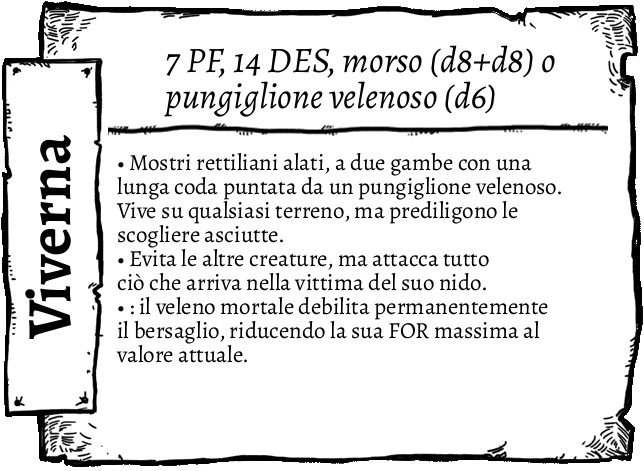 Viverna
7 PF, 14 DES, morso (d8+d8) o
pungiglione velenoso (d6)
• Mostri rettiliani alati, a due gambe con una
lunga coda puntata da un pungiglione velenoso.
Vive su qualsiasi terreno, ma prediligono le
scogliere asciutte.
• Evita le altre creature, ma attacca tutto
ciò che arriva nella vittima del suo nido.
• : il veleno mortale debilita permanentemente
il bersaglio, riducendo la sua FOR massima al
valore attuale.